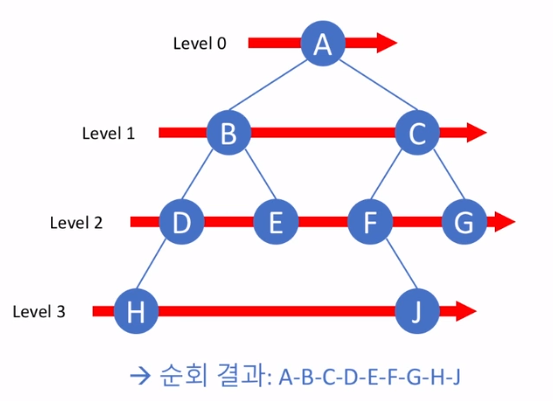 Level 0
A
Level 1
B
C
Level 2
D
E
F
G
Level 3
H
J
→ 순회 결과: A-B-C-D-E-F-G-H-J